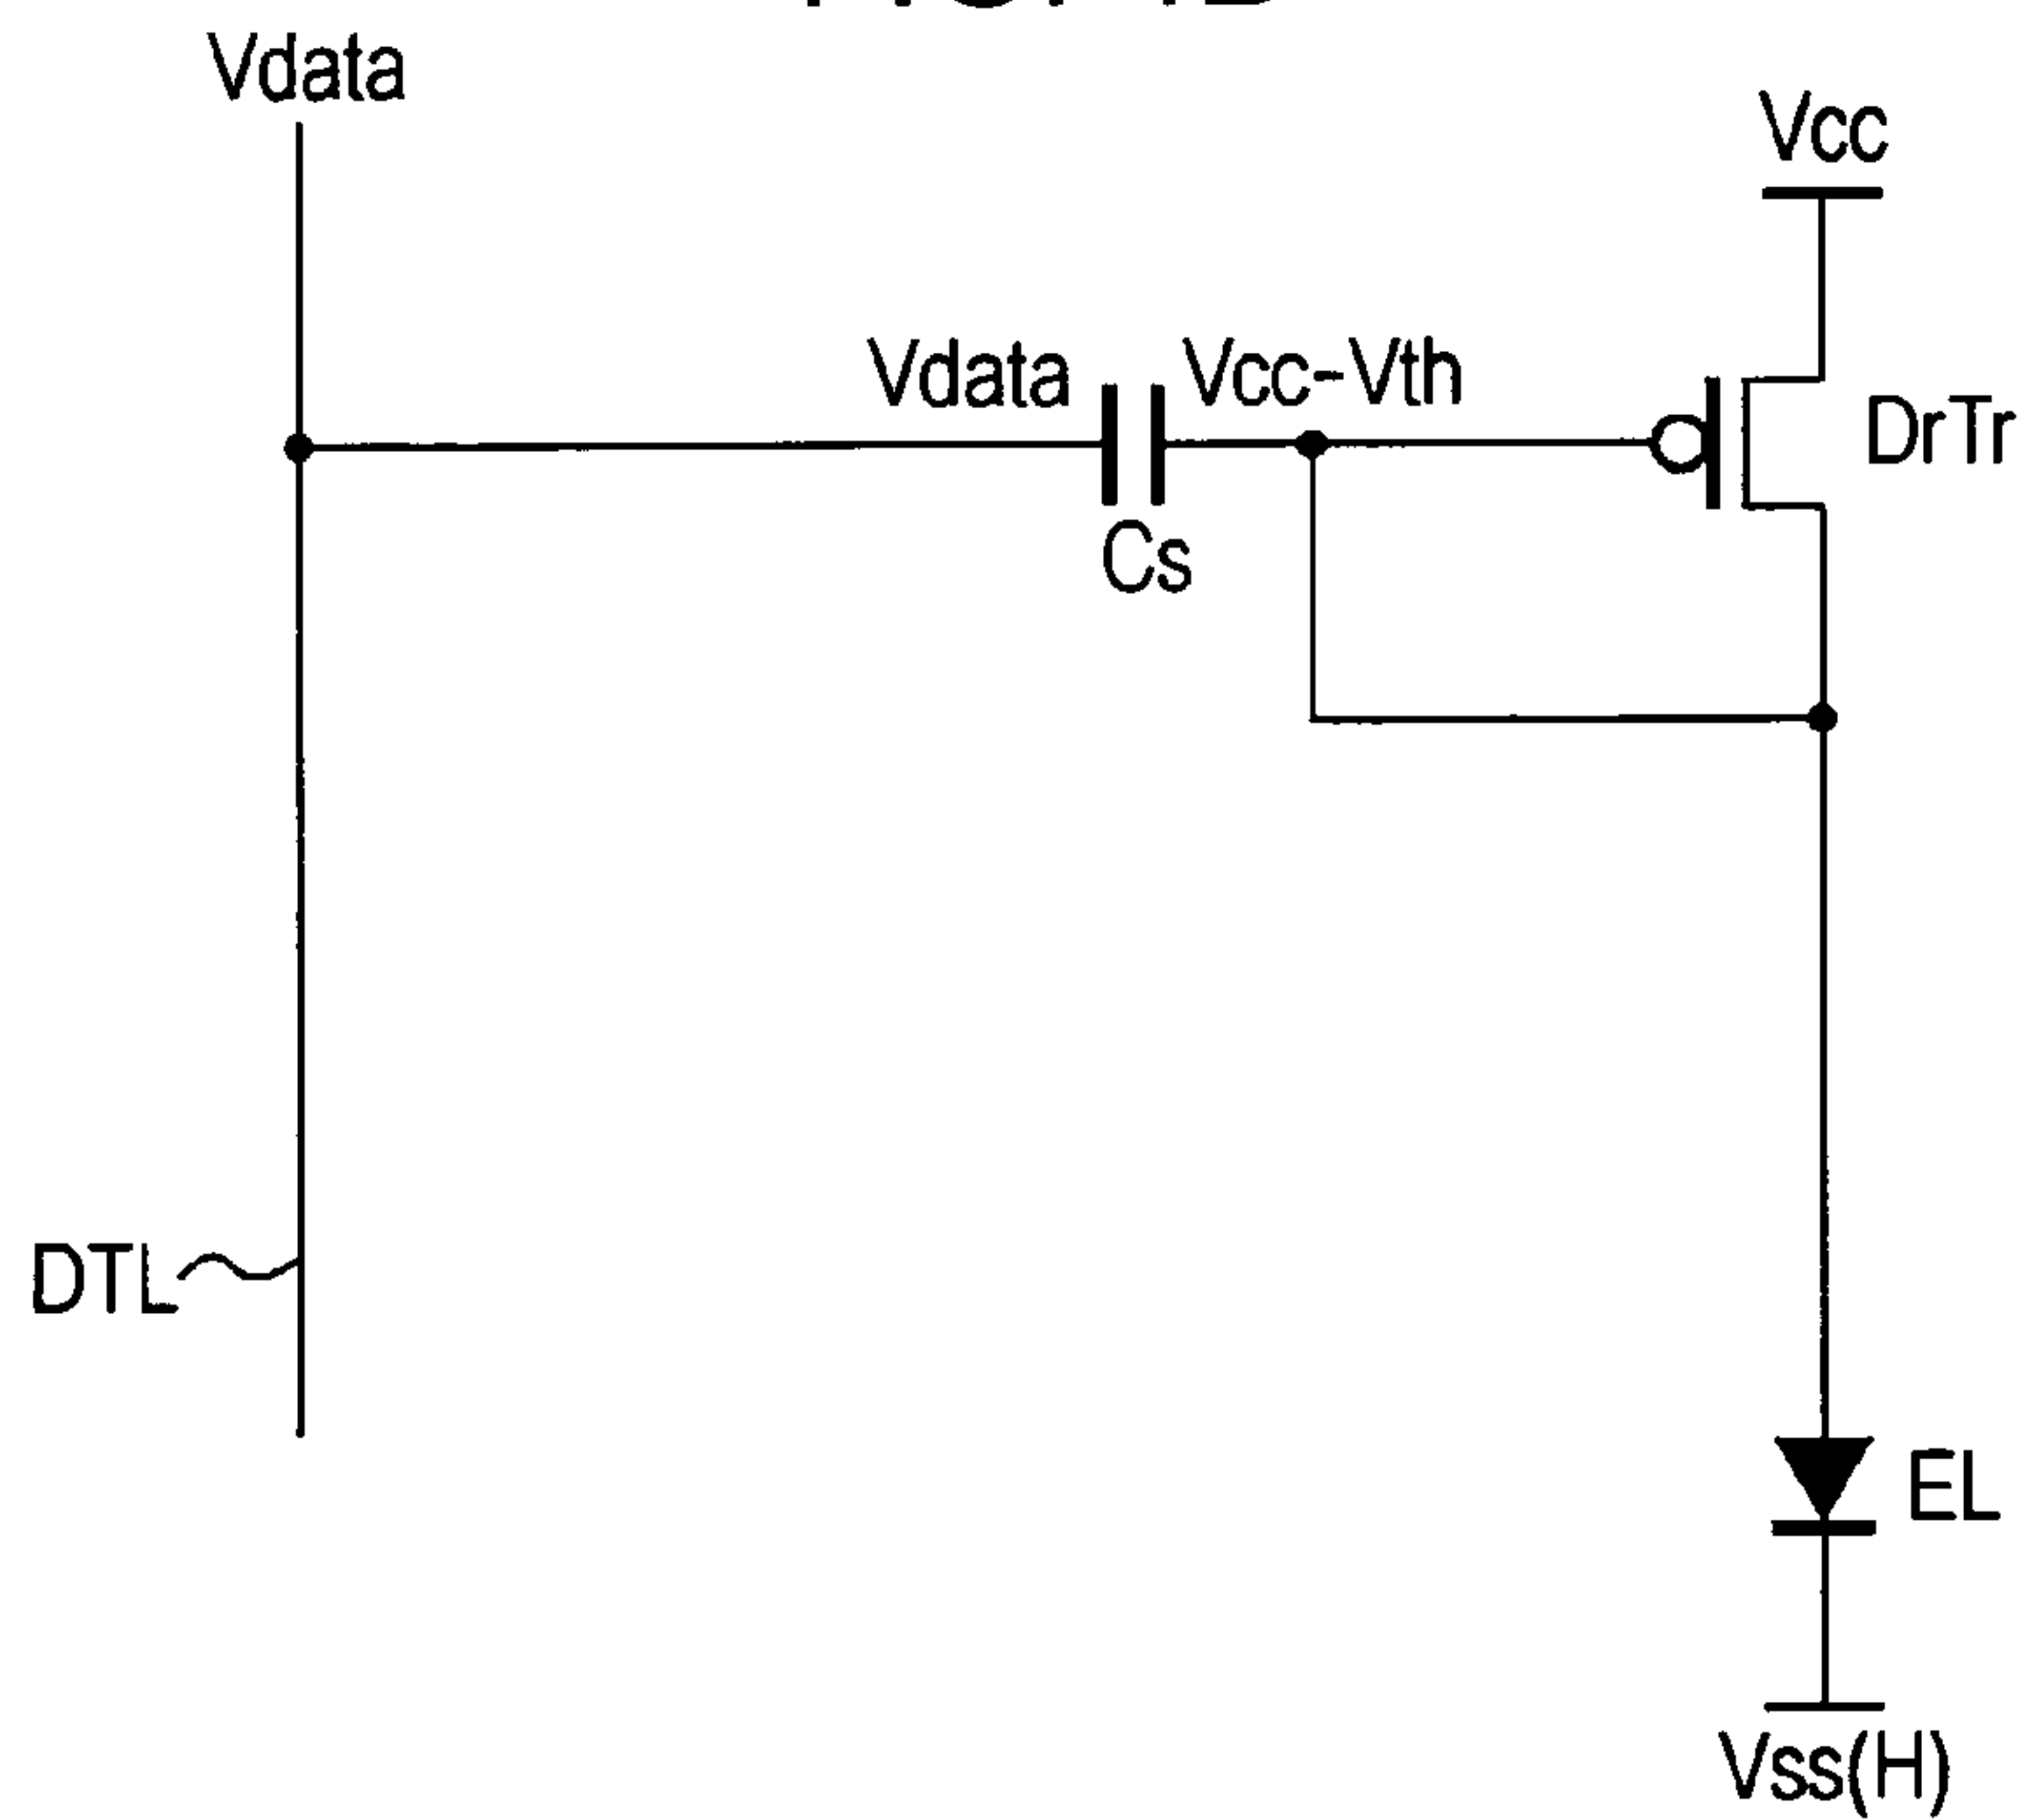 Vdata
Vcc
Vdata
Vcc-Vth
DrTr
Cs
DTL
EL
Vss(H)